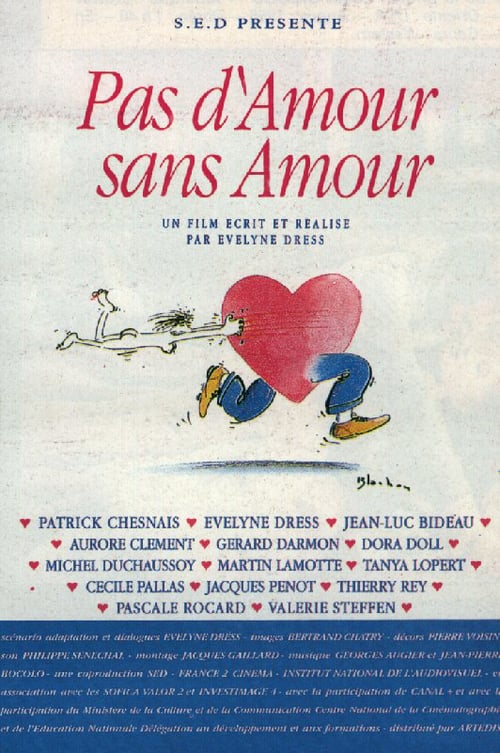 S.E.D PRESENTE
Pas d'Amour
sans Amour
UN FILM ECRIT ET REALISE
PAR EVELYNE DRESS
Blachon
♥ PATRICK CHESNAIS ♥ EVELYNE DRESS ♥ JEAN-LUC BIDEAU
♥ AURORE CLEMENT ♥ GERARD DARMON ♥ DORA DOLL ♥
♥ MICHEL DUCHAUSSOY ♥ MARTIN LAMOTTE ♥ TANYA LOPERT ♥
♥ CECILE PALLAS ♥ JACQUES PENOT ♥ THIERRY REY ♥
♥ PASCALE ROCARD ♥ VALERIE STEFFEN ♥
scénario adaptation et dialogues EVELYNE DRESS - images BERTRAND CHATRY - décors PIERRE VOISIN
son PHILIPPE SENECHAL - montage JACQUES GAILLARD - musique GEORGES AUGIER et JEAN-PIERRE
BOCOLO - une coproduction SED - FRANCE 2 CINEMA - INSTITUT NATIONAL DE L'AUDIOVISUEL - en
association avec les SOFICA VALOR 2 et INVESTIMAGE 4 - avec la participation de CANAL + et avec la
participation du Ministere de la Culture et de la Communication Centre National de la Cinématographie
et de l'Education Nationale Délégation au développement et aux formations - distribué par ARTEDIS